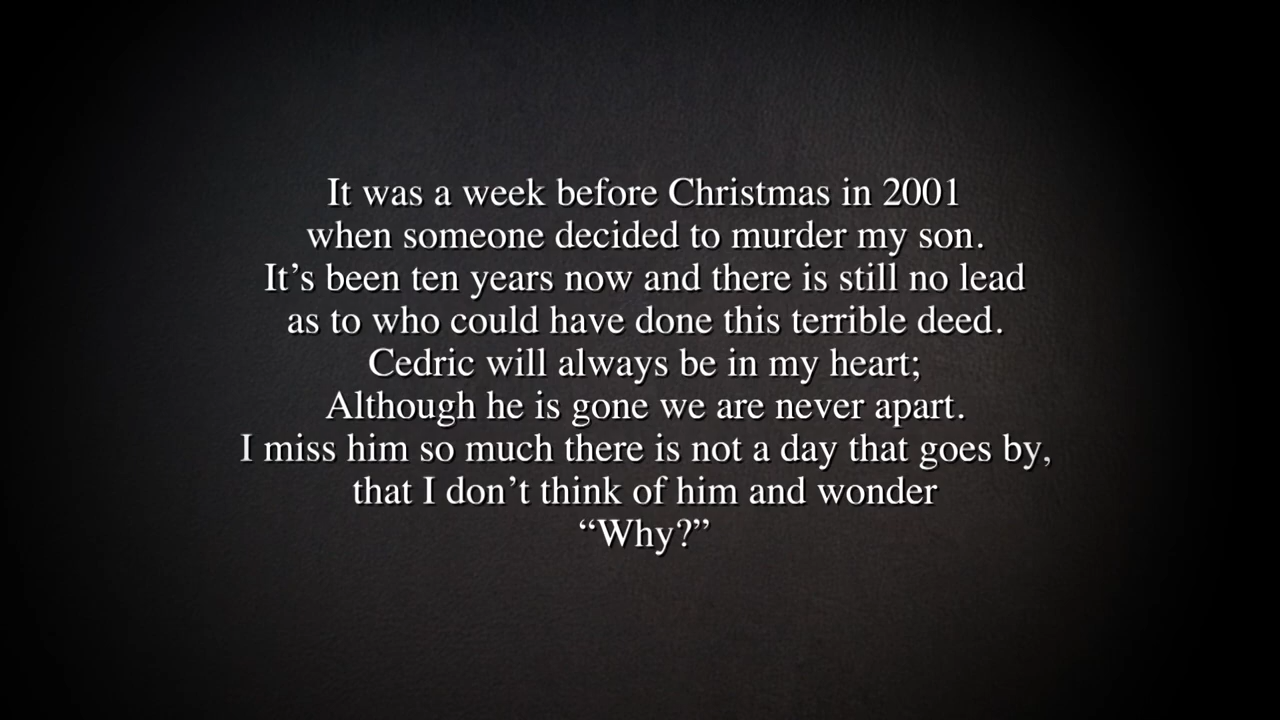 It was a week before Christmas in 2001
when someone decided to murder my son.
It’s been ten years now and there is still no lead
as to who could have done this terrible deed.
Cedric will always be in my heart;
Although he is gone we are never apart.
I miss him so much there is not a day that goes by,
that I don’t think of him and wonder
“Why?”